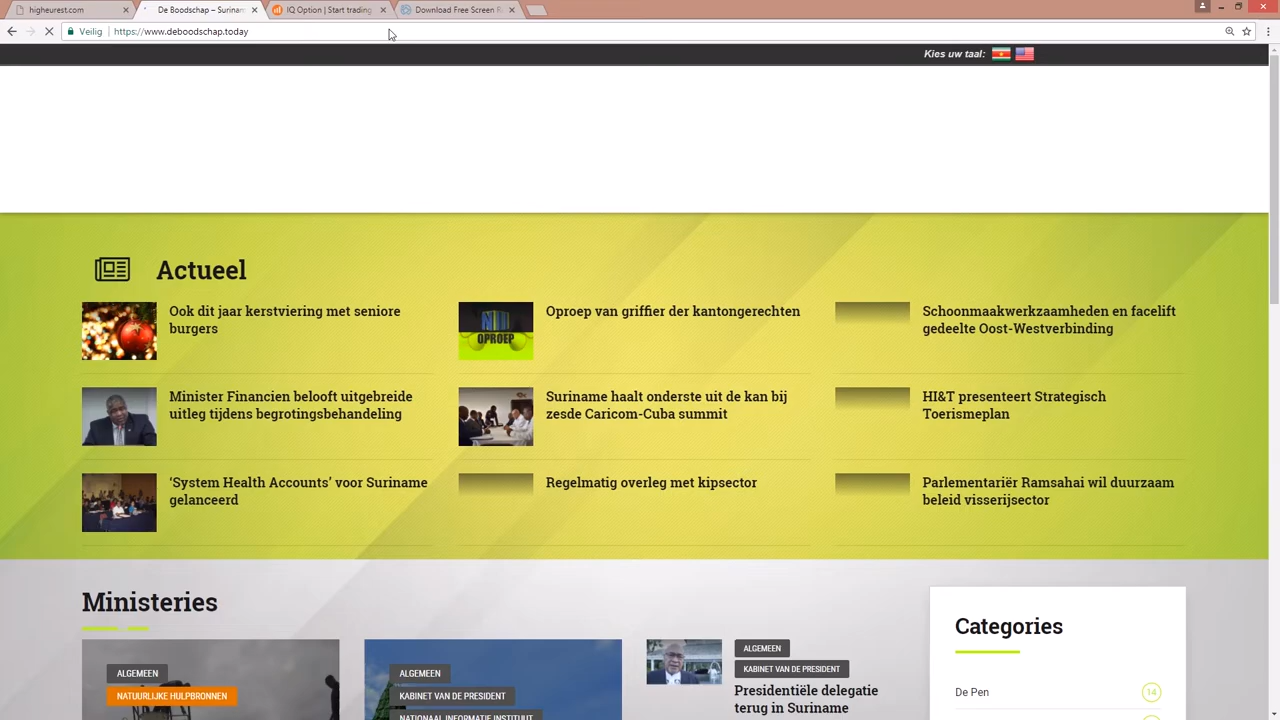 higheurest.com
De Boodschap – Surinam
IQ Option | Start trading
Download Free Screen R
Veilig
https://www.deboodschap.today
Kies uw taal:
Actueel
Ook dit jaar kerstviering met seniore
burgers
Oproep van griffier der kantongerechten
OPROEP
Schoonmaakwerkzaamheden en facelift
gedeelte Oost-Westverbinding
Minister Financien belooft uitgebreide
uitleg tijdens begrotingsbehandeling
Suriname haalt onderste uit de kan bij
zesde Caricom-Cuba summit
HI&T presenteert Strategisch
Toerismeplan
‘System Health Accounts’ voor Suriname
gelanceerd
Regelmatig overleg met kipsector
Parlementariër Ramsahai wil duurzaam
beleid visserijsector
Ministeries
ALGEMEEN
NATUURLIJKE HULPBRONNEN
ALGEMEEN
KABINET VAN DE PRESIDENT
NATIONAAL INFORMATIE INSTITUUT
ALGEMEEN
KABINET VAN DE PRESIDENT
Presidentiële delegatie
terug in Suriname
Categories
De Pen
14